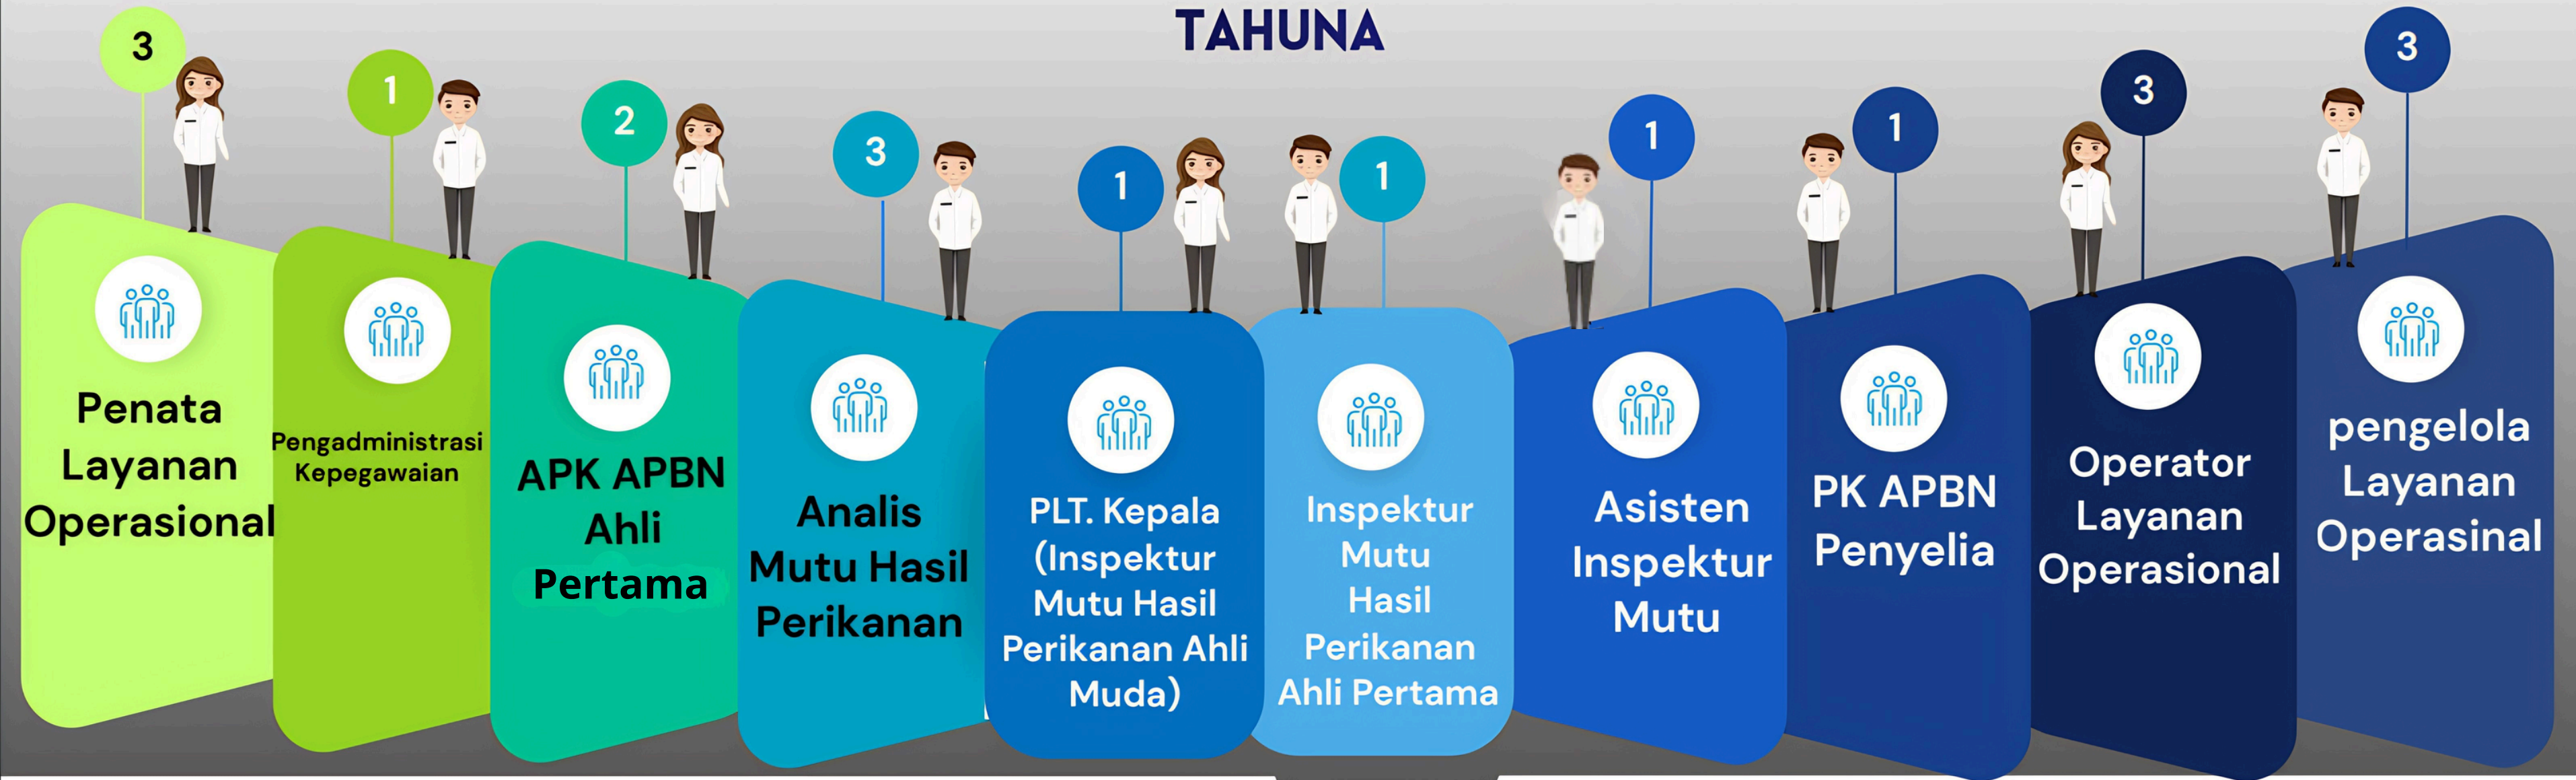 TAHUNA
3
Penata
Layanan
Operasional
1
Pengadministrasi
Kepegawaian
2
APK APBN
Ahli
Pertama
3
Analis
Mutu Hasil
Perikanan
1
PLT. Kepala
(Inspektur
Mutu Hasil
Perikanan Ahli
Muda)
1
Inspektur
Mutu
Hasil
Perikanan
Ahli Pertama
1
Asisten
Inspektur
Mutu
1
PK APBN
Penyelia
3
Operator
Layanan
Operasional
3
pengelola
Layanan
Operasinal